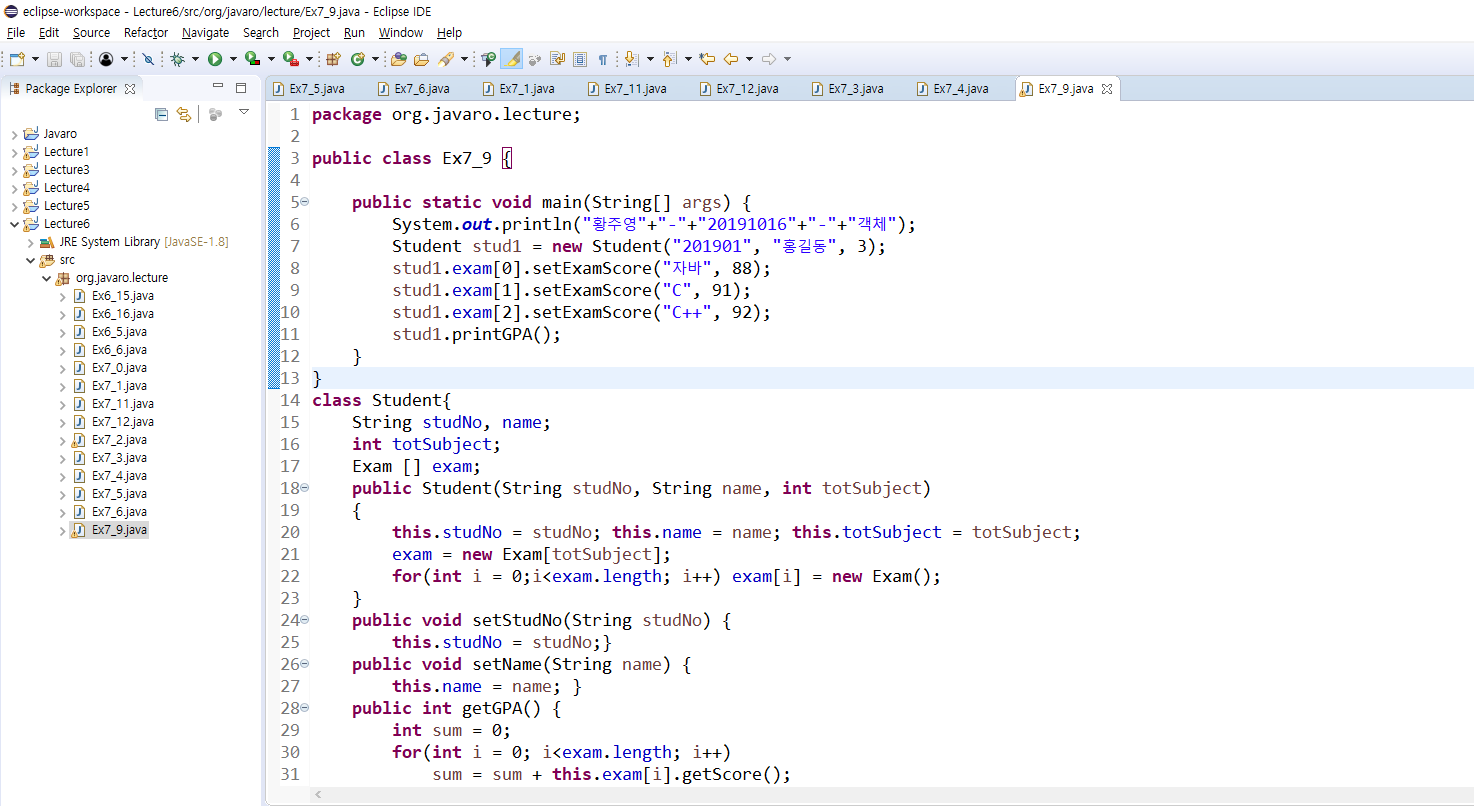 eclipse-workspace - Lecture6/src/org/javaro/lecture/Ex7_9.java - Eclipse IDE
File Edit Source Refactor Navigate Search Project Run Window Help
Package Explorer
Ex7_5.java Ex7_6.java Ex7_1.java Ex7_11.java Ex7_12.java Ex7_3.java Ex7_4.java Ex7_9.java
Javaro
Lecture1
Lecture3
Lecture4
Lecture5
Lecture6
JRE System Library [JavaSE-1.8]
src
org.javaro.lecture
Ex6_15.java
Ex6_16.java
Ex6_5.java
Ex6_6.java
Ex7_0.java
Ex7_1.java
Ex7_11.java
Ex7_12.java
Ex7_2.java
Ex7_3.java
Ex7_4.java
Ex7_5.java
Ex7_6.java
Ex7_9.java
1 package org.javaro.lecture;
2
3 public class Ex7_9 {
4
5     public static void main(String[] args) {
6         System.out.println("황주영"+"-"+"20191016"+"-"+"객체");
7         Student stud1 = new Student("201901", "홍길동", 3);
8         stud1.exam[0].setExamScore("자바", 88);
9         stud1.exam[1].setExamScore("C", 91);
10         stud1.exam[2].setExamScore("C++", 92);
11         stud1.printGPA();
12     }
13 }
14 class Student{
15     String studNo, name;
16     int totSubject;
17     Exam [] exam;
18     public Student(String studNo, String name, int totSubject)
19     {
20         this.studNo = studNo; this.name = name; this.totSubject = totSubject;
21         exam = new Exam[totSubject];
22         for(int i = 0;i<exam.length; i++) exam[i] = new Exam();
23     }
24     public void setStudNo(String studNo) {
25         this.studNo = studNo;}
26     public void setName(String name) {
27         this.name = name; }
28     public int getGPA() {
29         int sum = 0;
30         for(int i = 0; i<exam.length; i++)
31             sum = sum + this.exam[i].getScore();